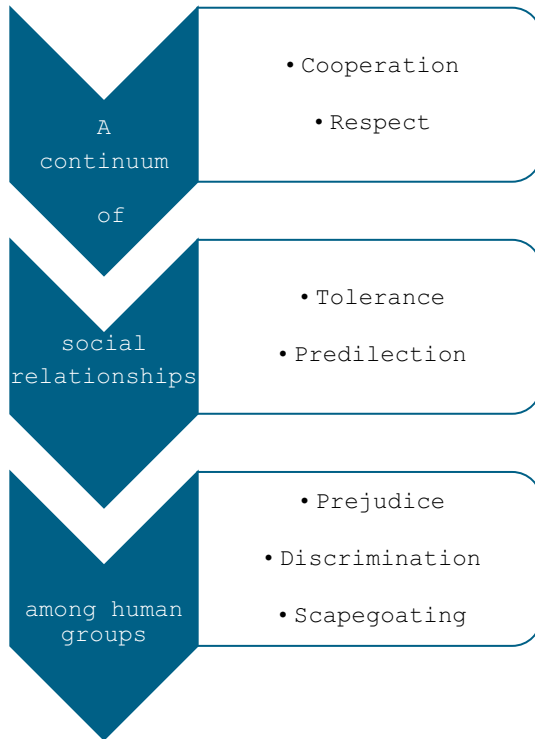 A
continuum
of
• Cooperation
• Respect
social
relationships
• Tolerance
• Predilection
among human
groups
• Prejudice
• Discrimination
• Scapegoating